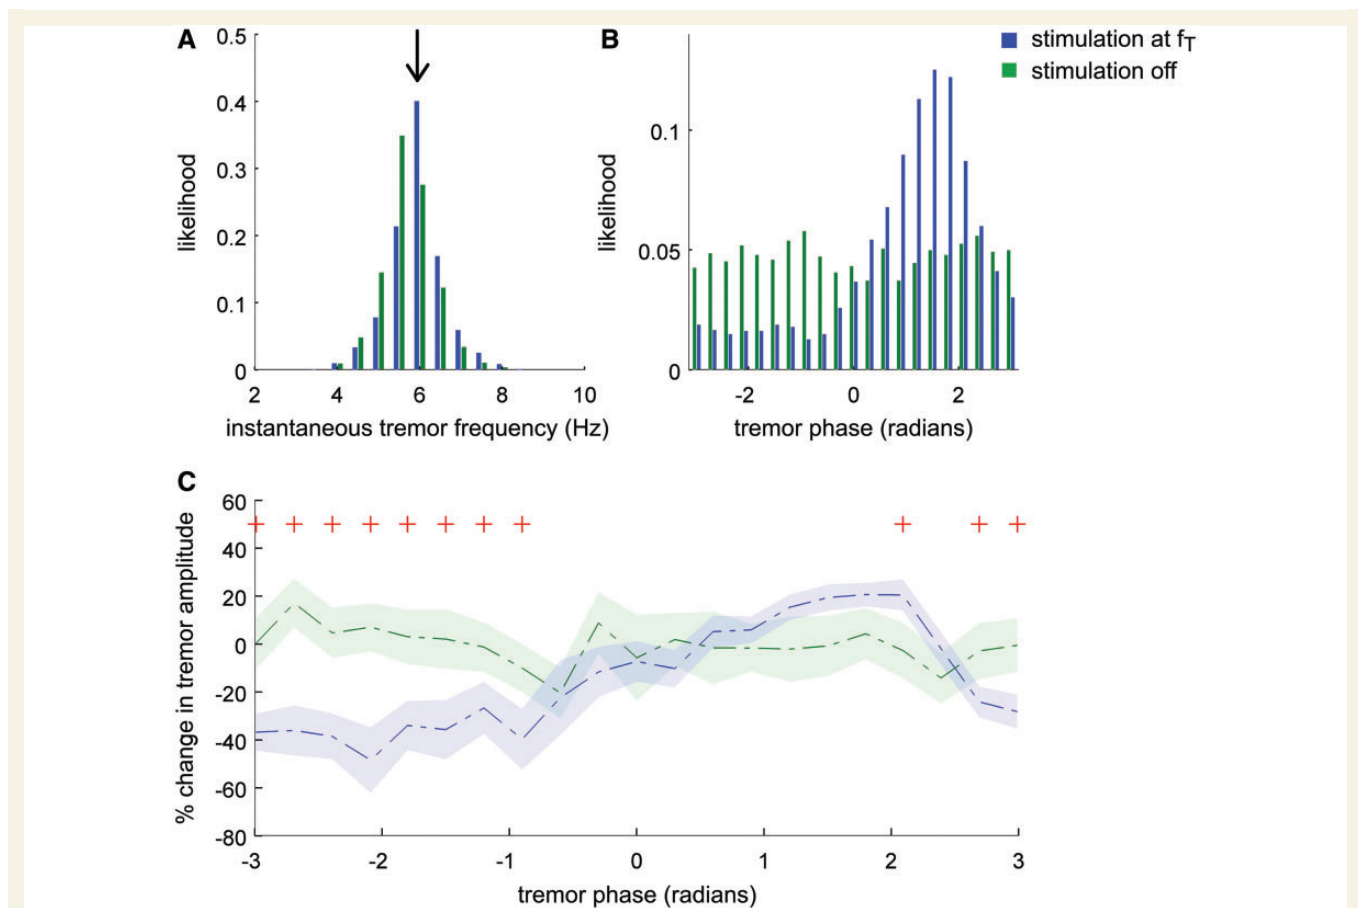 A
0.5
0.4
0.3
0.2
0.1
0
likelihood
2 4 6 8 10
instantaneous tremor frequency (Hz)
B
0.1
0.05
0
likelihood
-2 0 2
tremor phase (radians)
stimulation at fT
stimulation off
C
60
40
20
0
-20
-40
-60
-80
% change in tremor amplitude
-3 -2 -1 0 1 2 3
tremor phase (radians)